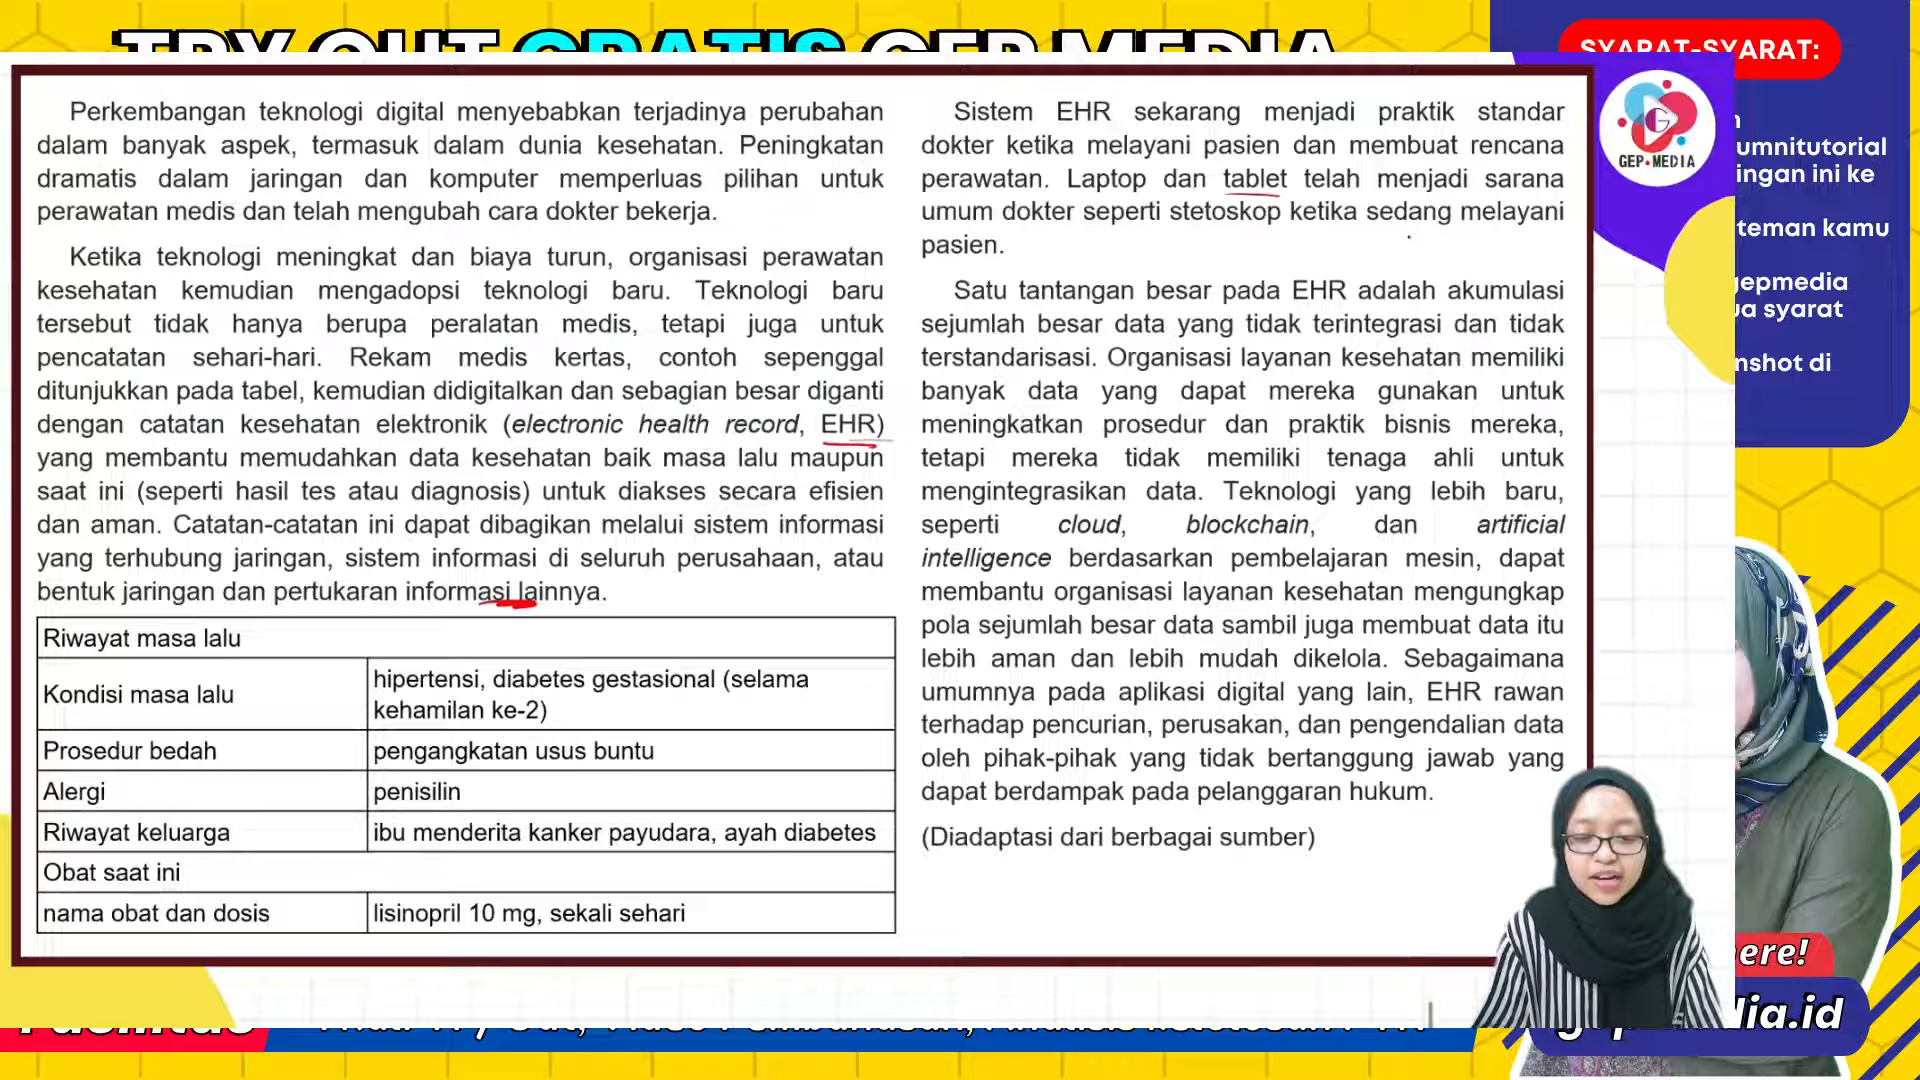 TRY OUT GRATIS GEP MEDIA
SYARAT-SYARAT:
Perkembangan teknologi digital menyebabkan terjadinya perubahan
dalam banyak aspek, termasuk dalam dunia kesehatan. Peningkatan
dramatis dalam jaringan dan komputer memperluas pilihan untuk
perawatan medis dan telah mengubah cara dokter bekerja.
Ketika teknologi meningkat dan biaya turun, organisasi perawatan
kesehatan kemudian mengadopsi teknologi baru. Teknologi baru
tersebut tidak hanya berupa peralatan medis, tetapi juga untuk
pencatatan sehari-hari. Rekam medis kertas, contoh sepenggal
ditunjukkan pada tabel, kemudian didigitalkan dan sebagian besar diganti
dengan catatan kesehatan elektronik (electronic health record, EHR)
yang membantu memudahkan data kesehatan baik masa lalu maupun
saat ini (seperti hasil tes atau diagnosis) untuk diakses secara efisien
dan aman. Catatan-catatan ini dapat dibagikan melalui sistem informasi
yang terhubung jaringan, sistem informasi di seluruh perusahaan, atau
bentuk jaringan dan pertukaran informasi lainnya.
Riwayat masa lalu
Kondisi masa lalu
hipertensi, diabetes gestasional (selama
kehamilan ke-2)
Prosedur bedah
pengangkatan usus buntu
Alergi
penisilin
Riwayat keluarga
ibu menderita kanker payudara, ayah diabetes
Obat saat ini
nama obat dan dosis
lisinopril 10 mg, sekali sehari
Sistem EHR sekarang menjadi praktik standar
dokter ketika melayani pasien dan membuat rencana
perawatan. Laptop dan tablet telah menjadi sarana
umum dokter seperti stetoskop ketika sedang melayani
pasien.
Satu tantangan besar pada EHR adalah akumulasi
sejumlah besar data yang tidak terintegrasi dan tidak
terstandarisasi. Organisasi layanan kesehatan memiliki
banyak data yang dapat mereka gunakan untuk
meningkatkan prosedur dan praktik bisnis mereka,
tetapi mereka tidak memiliki tenaga ahli untuk
mengintegrasikan data. Teknologi yang lebih baru,
seperti cloud, blockchain, dan artificial
intelligence berdasarkan pembelajaran mesin, dapat
membantu organisasi layanan kesehatan mengungkap
pola sejumlah besar data sambil juga membuat data itu
lebih aman dan lebih mudah dikelola. Sebagaimana
umumnya pada aplikasi digital yang lain, EHR rawan
terhadap pencurian, perusakan, dan pengendalian data
oleh pihak-pihak yang tidak bertanggung jawab yang
dapat berdampak pada pelanggaran hukum.
(Diadaptasi dari berbagai sumber)
GEP MEDIA
umnitutorial
ingan ini ke
teman kamu
gepmedia
ua syarat
nshot di
ere!
dia.id